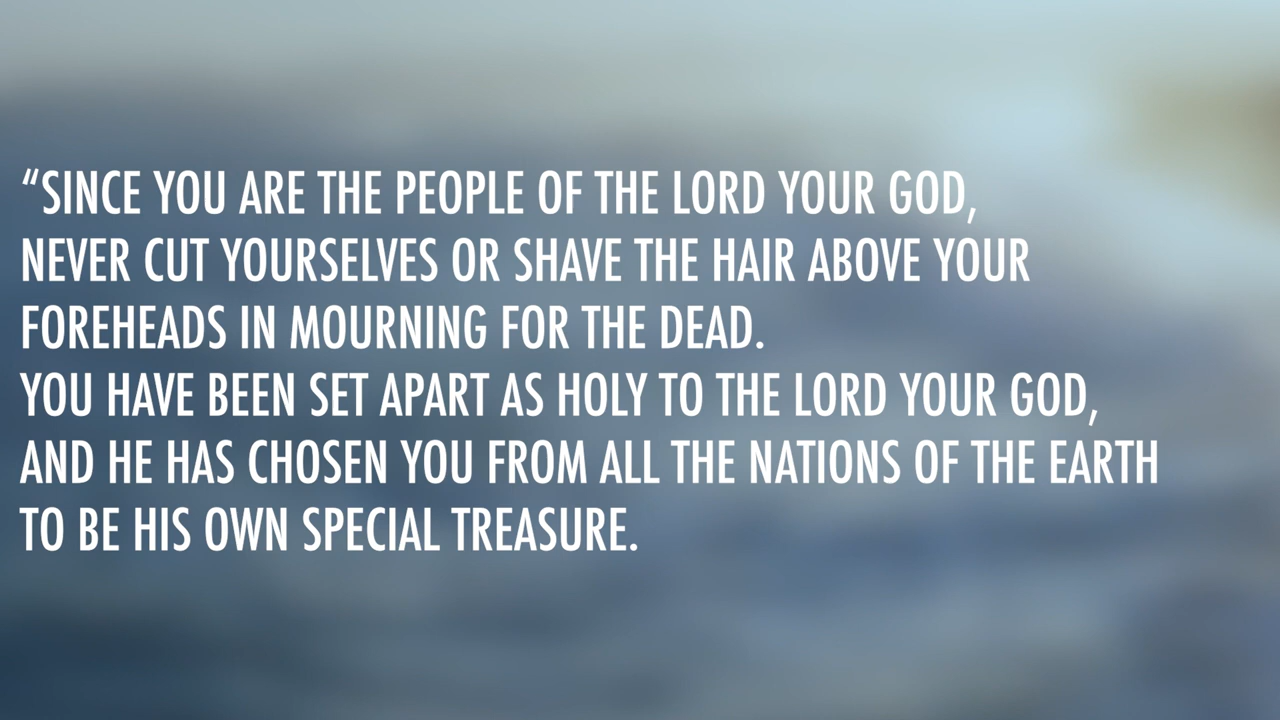 “SINCE YOU ARE THE PEOPLE OF THE LORD YOUR GOD,
NEVER CUT YOURSELVES OR SHAVE THE HAIR ABOVE YOUR
FOREHEADS IN MOURNING FOR THE DEAD.
YOU HAVE BEEN SET APART AS HOLY TO THE LORD YOUR GOD,
AND HE HAS CHOSEN YOU FROM ALL THE NATIONS OF THE EARTH
TO BE HIS OWN SPECIAL TREASURE.